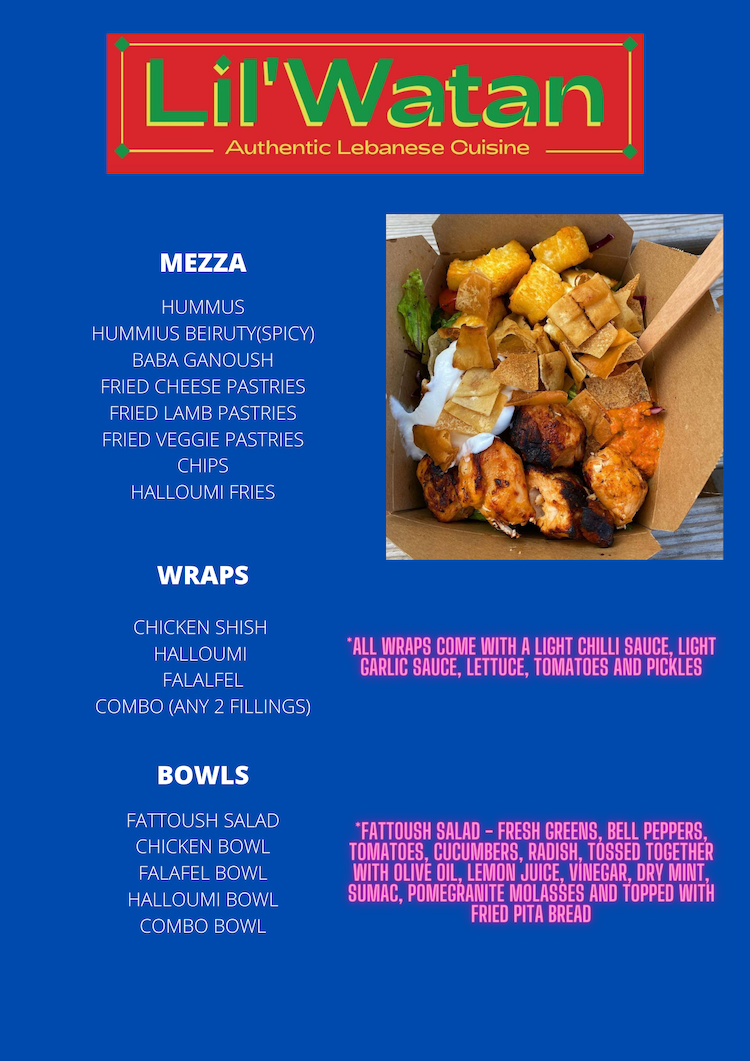 Lil'Watan
Authentic Lebanese Cuisine
MEZZA
HUMMUS
HUMMIUS BEIRUTY(SPICY)
BABA GANOUSH
FRIED CHEESE PASTRIES
FRIED LAMB PASTRIES
FRIED VEGGIE PASTRIES
CHIPS
HALLOUMI FRIES
WRAPS
CHICKEN SHISH
HALLOUMI
FALALFEL
COMBO (ANY 2 FILLINGS)
*ALL WRAPS COME WITH A LIGHT CHILLI SAUCE, LIGHT
GARLIC SAUCE, LETTUCE, TOMATOES AND PICKLES
BOWLS
FATTOUSH SALAD
CHICKEN BOWL
FALAFEL BOWL
HALLOUMI BOWL
COMBO BOWL
*FATTOUSH SALAD - FRESH GREENS, BELL PEPPERS,
TOMATOES, CUCUMBERS, RADISH, TOSSED TOGETHER
WITH OLIVE OIL, LEMON JUICE, VINEGAR, DRY MINT,
SUMAC, POMEGRANITE MOLASSES AND TOPPED WITH
FRIED PITA BREAD